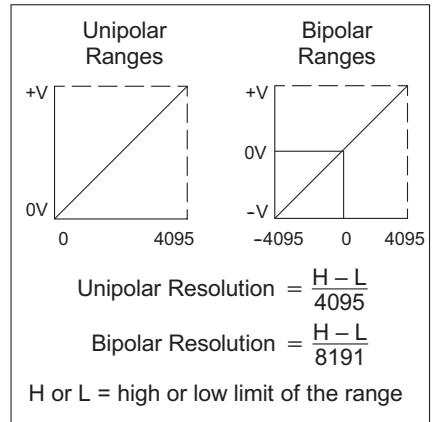 Unipolar Ranges
Bipolar Ranges
+V
0V
0
4095
+V
0V
--V
--4095
0
4095
Unipolar Resolution = H – L / 4095
Bipolar Resolution = H – L / 8191
H or L = high or low limit of the range